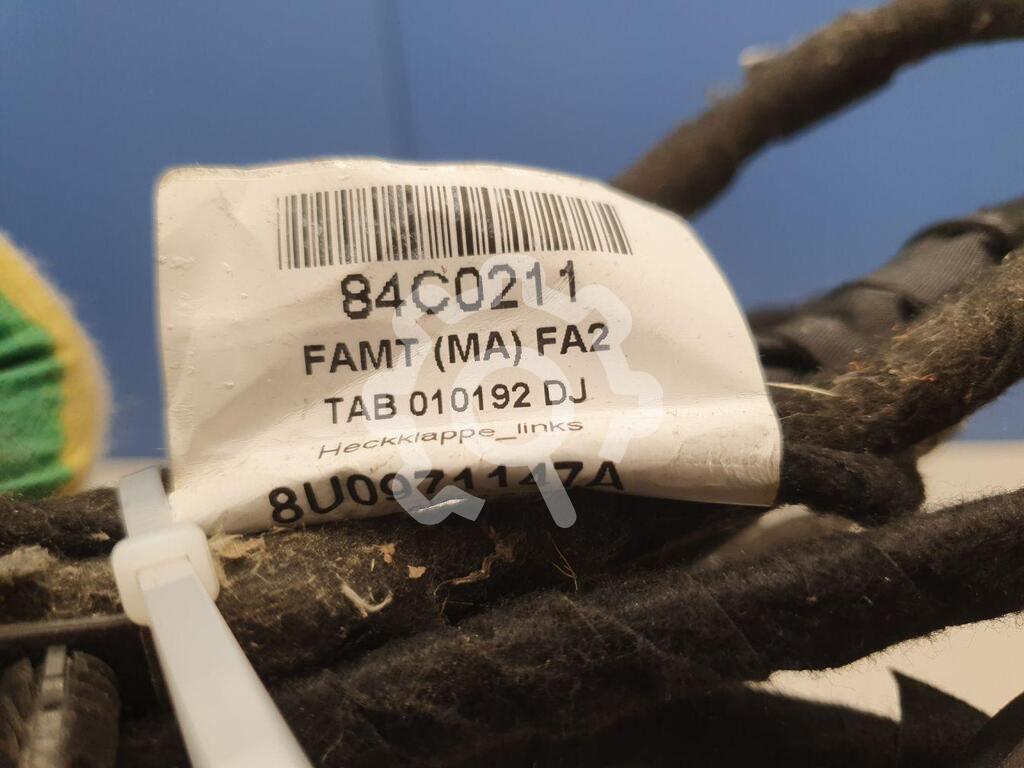 84C0211
FAMT (MA) FA2
TAB 010192 DJ
Heckklappe_links
8U0971147A